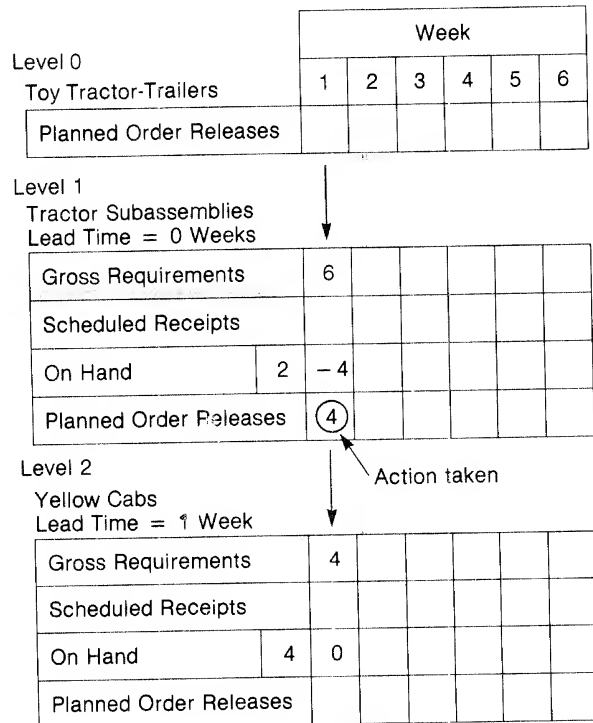 Week
Level 0
Toy Tractor-Trailers
1 2 3 4 5 6
Planned Order Releases
Level 1
Tractor Subassemblies
Lead Time = 0 Weeks
Gross Requirements 6
Scheduled Receipts
On Hand 2 −4
Planned Order Releases 4
Action taken
Level 2
Yellow Cabs
Lead Time = 1 Week
Gross Requirements 4
Scheduled Receipts
On Hand 4 0
Planned Order Releases